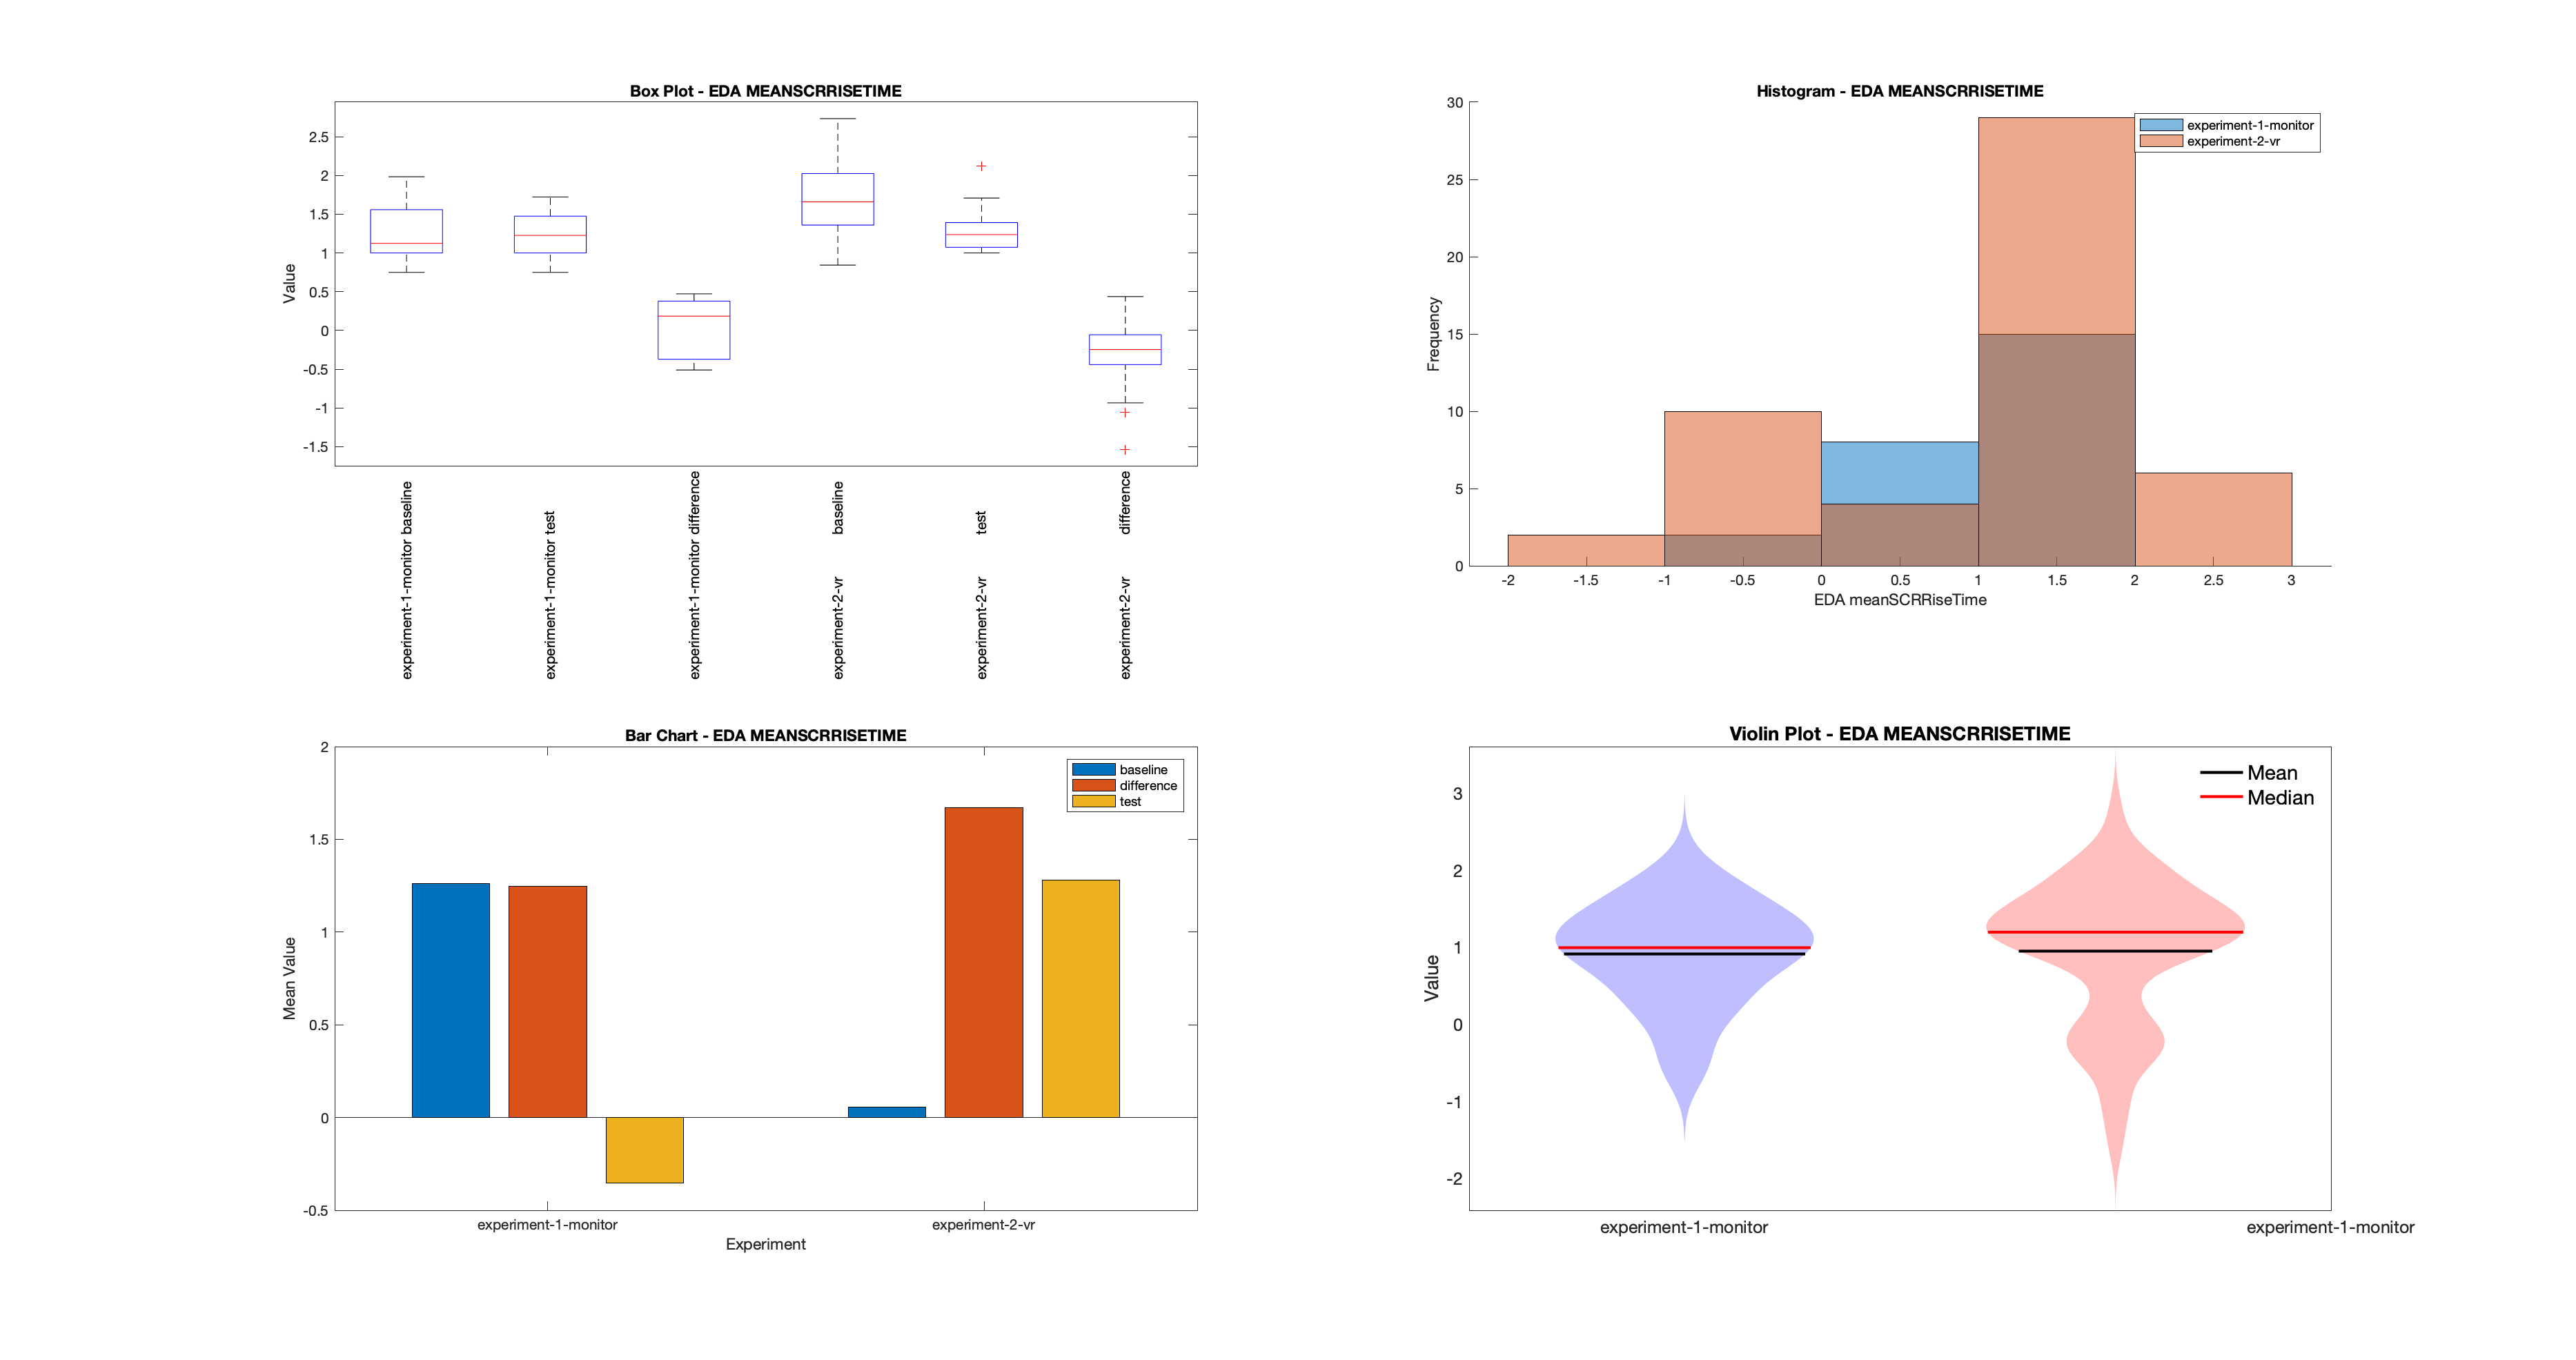 Box Plot - EDA MEANSCRRISETIME
Value
2.5
2
1.5
1
0.5
0
-0.5
-1
-1.5
experiment-1-monitor baseline
experiment-1-monitor test
experiment-1-monitor difference
experiment-2-vr baseline
experiment-2-vr test
experiment-2-vr difference
Histogram - EDA MEANSCRRISETIME
experiment-1-monitor
experiment-2-vr
Frequency
30
25
20
15
10
5
0
-2 -1.5 -1 -0.5 0 0.5 1 1.5 2 2.5 3
EDA meanSCRRiseTime
Bar Chart - EDA MEANSCRRISETIME
baseline
difference
test
Mean Value
2
1.5
1
0.5
0
-0.5
experiment-1-monitor experiment-2-vr
Experiment
Violin Plot - EDA MEANSCRRISETIME
Mean
Median
Value
3
2
1
0
-1
-2
experiment-1-monitor experiment-1-monitor